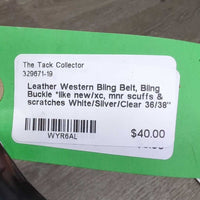 The Tack Collector
329671-19
Leather Western Bling Belt, Bling
Buckle *like new/xc, mnr scuffs &
scratches White/Silver/Clear 36/38"
WYR6AL
$40.00